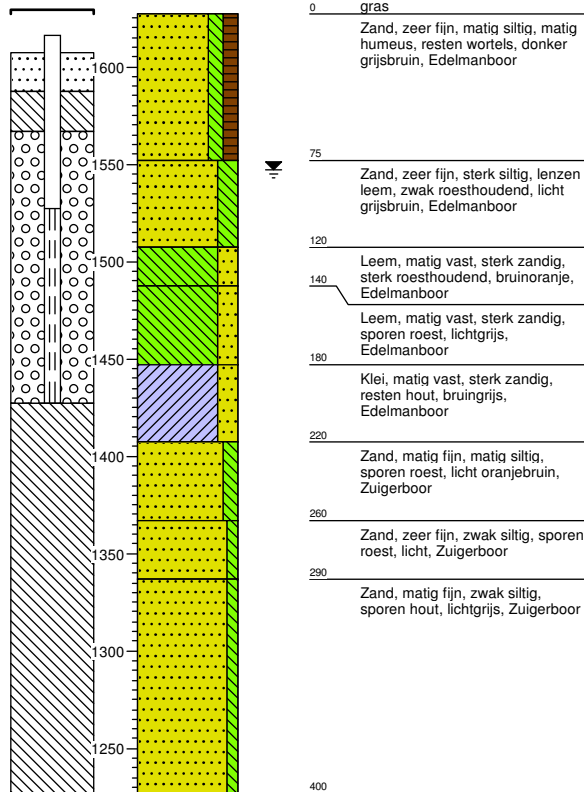 0
gras
Zand, zeer fijn, matig siltig, matig
humeus, resten wortels, donker
grijsbruin, Edelmanboor
1600
75
1550
Zand, zeer fijn, sterk siltig, lenzen
leem, zwak roesthoudend, licht
grijsbruin, Edelmanboor
120
1500
Leem, matig vast, sterk zandig,
sterk roesthoudend, bruinoranje,
Edelmanboor
140
Leem, matig vast, sterk zandig,
sporen roest, lichtgrijs,
Edelmanboor
1450
180
Klei, matig vast, sterk zandig,
resten hout, bruingrijs,
Edelmanboor
220
1400
Zand, matig fijn, matig siltig,
sporen roest, licht oranjebruin,
Zuigerboor
260
Zand, zeer fijn, zwak siltig, sporen
roest, licht, Zuigerboor
1350
290
Zand, matig fijn, zwak siltig,
sporen hout, lichtgrijs, Zuigerboor
1300
1250
400